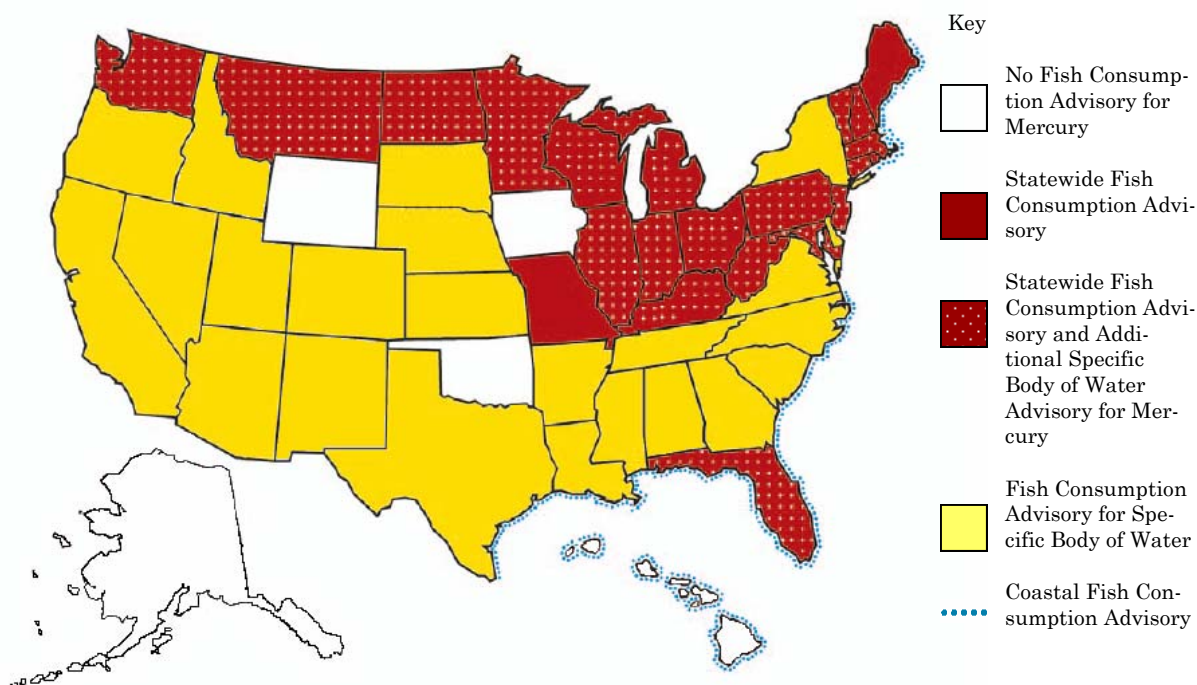 Key
No Fish Consump-
tion Advisory for
Mercury
Statewide Fish
Consumption Advi-
sory
Statewide Fish
Consumption Advi-
sory and Addi-
tional Specific
Body of Water
Advisory for Mer-
cury
Fish Consumption
Advisory for Spe-
cific Body of Water
Coastal Fish Con-
sumption Advisory